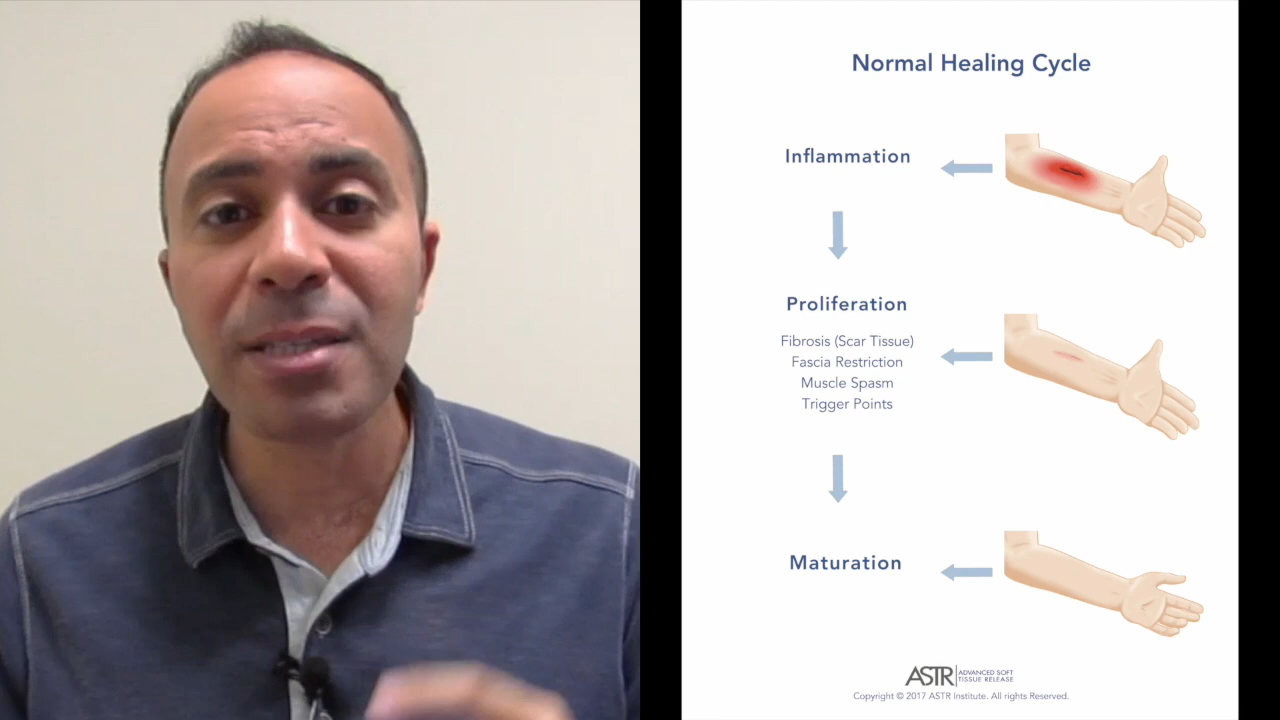 Normal Healing Cycle
Inflammation
Proliferation
Fibrosis (Scar Tissue)
Fascia Restriction
Muscle Spasm
Trigger Points
Maturation
ASTR
ADVANCED SOFT
TISSUE RELEASE
Copyright © 2017 ASTR Institute. All rights Reserved.